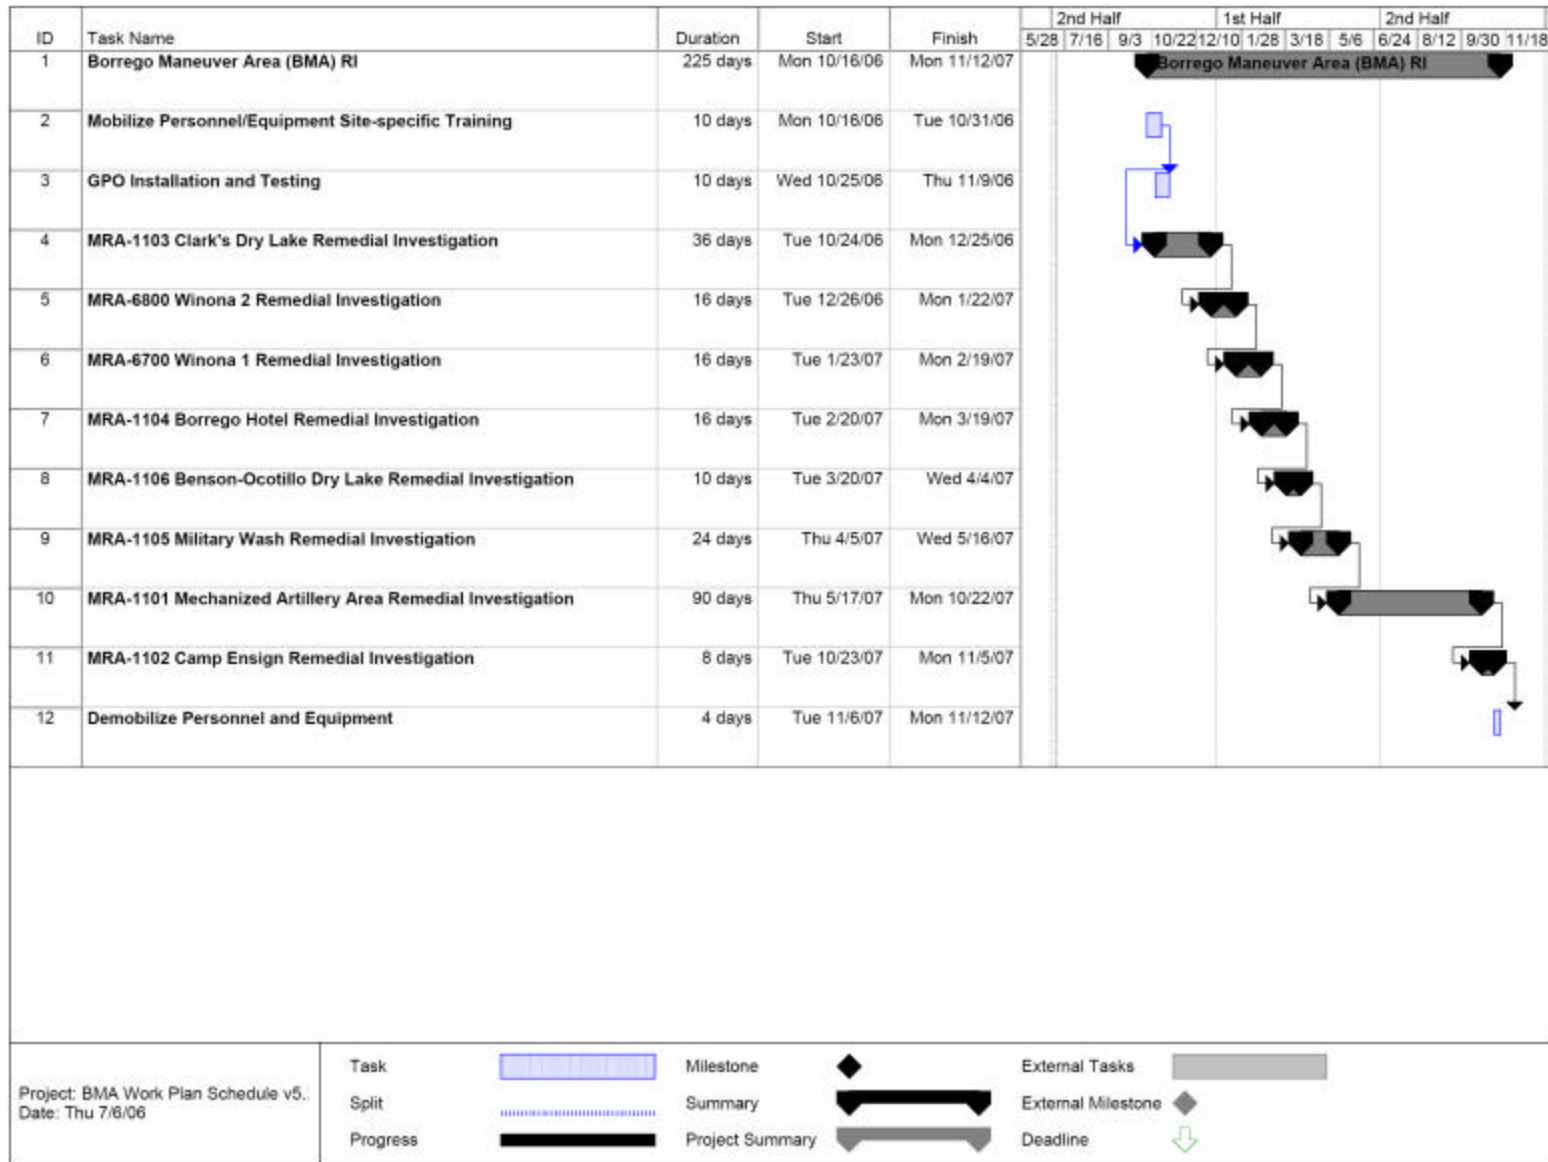 2nd Half 1st Half 2nd Half
ID Task Name Duration Start Finish 5/28 7/16 9/3 10/22 12/10 1/28 3/18 5/6 6/24 8/12 9/30 11/18
1 Borrego Maneuver Area (BMA) RI 225 days Mon 10/16/06 Mon 11/12/07 Borrego Maneuver Area (BMA) RI
2 Mobilize Personnel/Equipment Site-specific Training 10 days Mon 10/16/06 Tue 10/31/06
3 GPO Installation and Testing 10 days Wed 10/25/06 Thu 11/9/06
4 MRA-1103 Clark's Dry Lake Remedial Investigation 36 days Tue 10/24/06 Mon 12/25/06
5 MRA-6800 Winona 2 Remedial Investigation 16 days Tue 12/26/06 Mon 1/22/07
6 MRA-6700 Winona 1 Remedial Investigation 16 days Tue 1/23/07 Mon 2/19/07
7 MRA-1104 Borrego Hotel Remedial Investigation 16 days Tue 2/20/07 Mon 3/19/07
8 MRA-1106 Benson-Ocotillo Dry Lake Remedial Investigation 10 days Tue 3/20/07 Wed 4/4/07
9 MRA-1105 Military Wash Remedial Investigation 24 days Thu 4/5/07 Wed 5/16/07
10 MRA-1101 Mechanized Artillery Area Remedial Investigation 90 days Thu 5/17/07 Mon 10/22/07
11 MRA-1102 Camp Ensign Remedial Investigation 8 days Tue 10/23/07 Mon 11/5/07
12 Demobilize Personnel and Equipment 4 days Tue 11/6/07 Mon 11/12/07
Project: BMA Work Plan Schedule v5.
Date: Thu 7/6/06
Task Milestone External Tasks
Split Summary External Milestone
Progress Project Summary Deadline